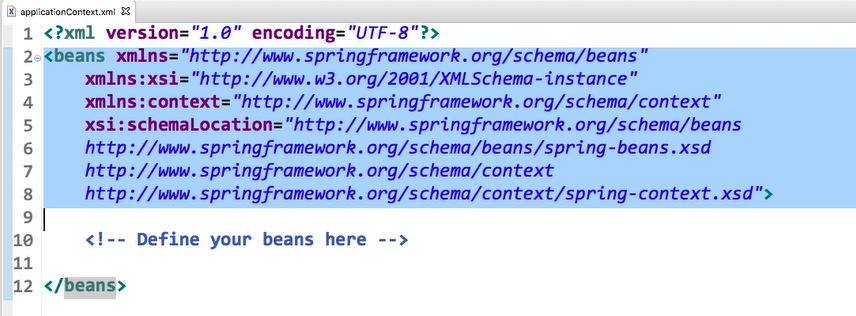 applicationContext.xml
1 <?xml version="1.0" encoding="UTF-8"?>
2 <beans xmlns="http://www.springframework.org/schema/beans"
3 xmlns:xsi="http://www.w3.org/2001/XMLSchema-instance"
4 xmlns:context="http://www.springframework.org/schema/context"
5 xsi:schemaLocation="http://www.springframework.org/schema/beans
6 http://www.springframework.org/schema/beans/spring-beans.xsd
7 http://www.springframework.org/schema/context
8 http://www.springframework.org/schema/context/spring-context.xsd">
9
10 <!-- Define your beans here -->
11
12 </beans>